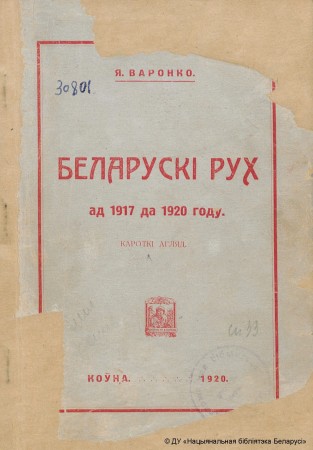 Я. ВАРОНКО.
30801
БЕЛАРУСКІ РУХ
ад 1917 да 1920 году.
КАРОТКІ АГЛЯД.
КОЎНА. 1920.
© ДУ «Нацыянальная бібліятэка Беларусі»